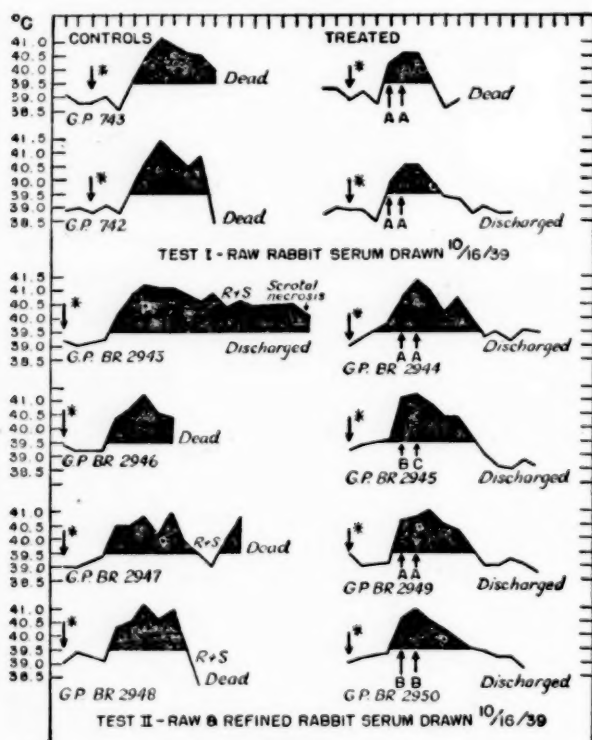 °C
CONTROLS TREATED
41.0
40.5
40.0
39.5
39.0
38.5
* Dead
G.P. 743
* A A Dead
41.5
41.0
40.5
40.0
39.5
39.0
38.5
* Dead
G.P. 742
* A A Discharged
TEST I - RAW RABBIT SERUM DRAWN 10/16/39
41.5
41.0
40.5
40.0
39.5
39.0
38.5
* R+S Scrotal necrosis
Discharged
G.P. BR 2943
* A A
G.P. BR 2944 Discharged
41.0
40.5
40.0
39.5
39.0
38.5
* Dead
G.P. BR 2946
* B C
G.P. BR 2945 Discharged
41.0
40.5
40.0
39.5
39.0
38.5
* R+S Dead
G.P. BR 2947
* A A
G.P. BR 2949 Discharged
41.0
40.5
40.0
39.5
39.0
38.5
* R+S
Dead
G.P. BR 2948
* B B
G.P. BR 2950 Discharged
TEST II - RAW & REFINED RABBIT SERUM DRAWN 10/16/39